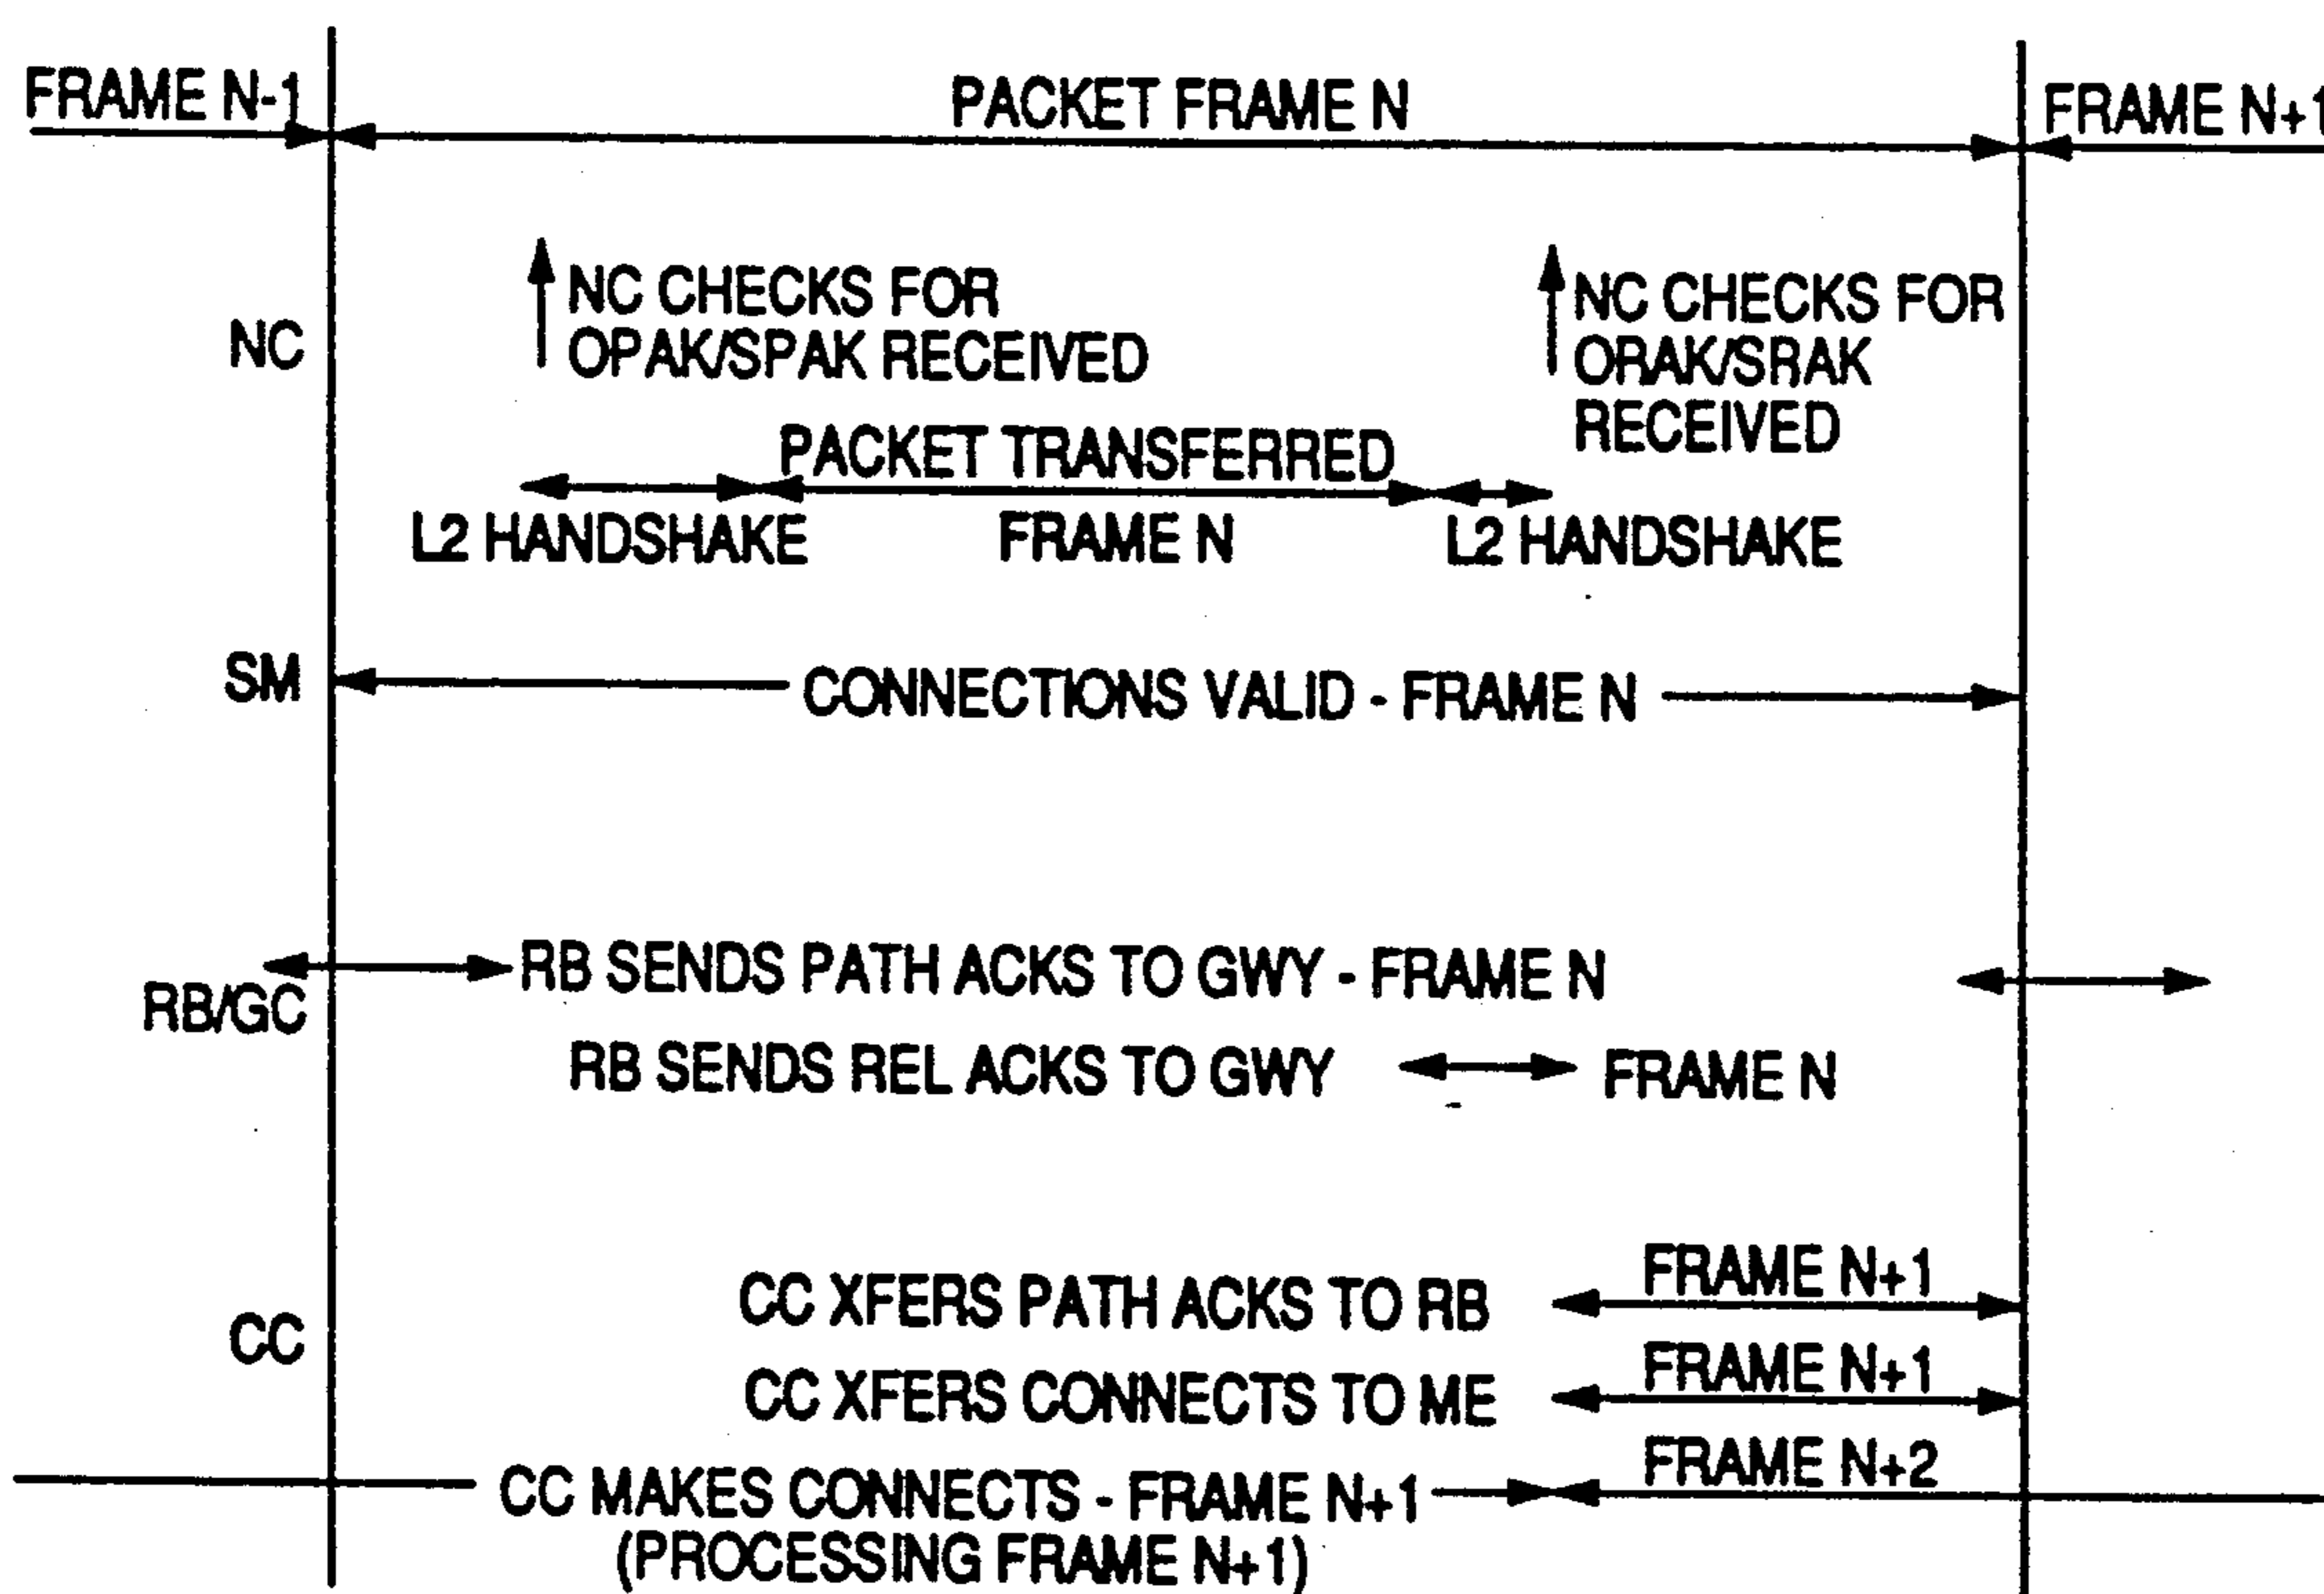 FRAME N-1
PACKET FRAME N
FRAME N+1
NC
NC CHECKS FOR
OPAK/SPAK RECEIVED
NC CHECKS FOR
ORAK/SRAK
RECEIVED
PACKET TRANSFERRED
L2 HANDSHAKE
FRAME N
L2 HANDSHAKE
SM
CONNECTIONS VALID - FRAME N
RB/GC
RB SENDS PATH ACKS TO GWY - FRAME N
RB SENDS REL ACKS TO GWY FRAME N
CC
CC XFERS PATH ACKS TO RB
FRAME N+1
CC XFERS CONNECTS TO ME
FRAME N+1
CC MAKES CONNECTS - FRAME N+1
(PROCESSING FRAME N+1)
FRAME N+2